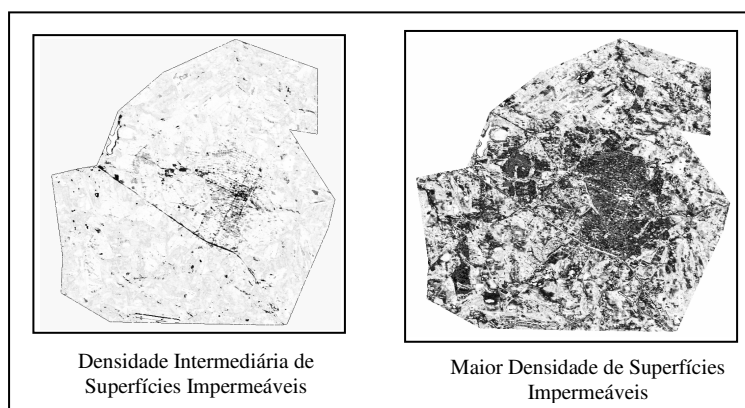 Densidade Intermediária de
Superfícies Impermeáveis
Maior Densidade de Superfícies
Impermeáveis